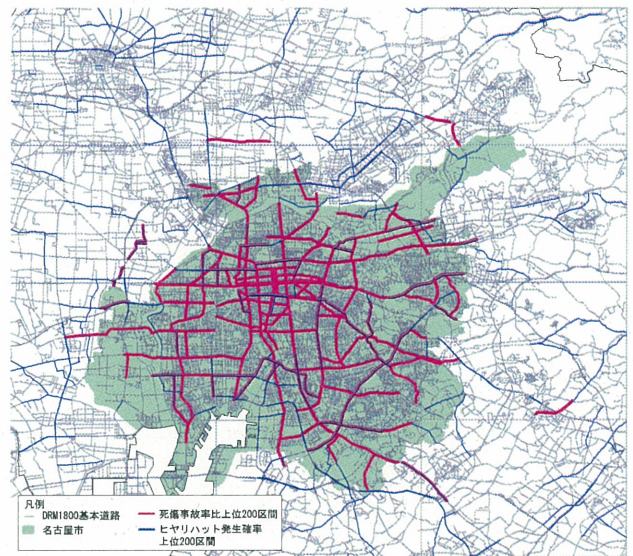 凡例
DRM1800基本道路
名古屋市
死傷事故率比上位200区間
ヒヤリハット発生確率
上位200区間